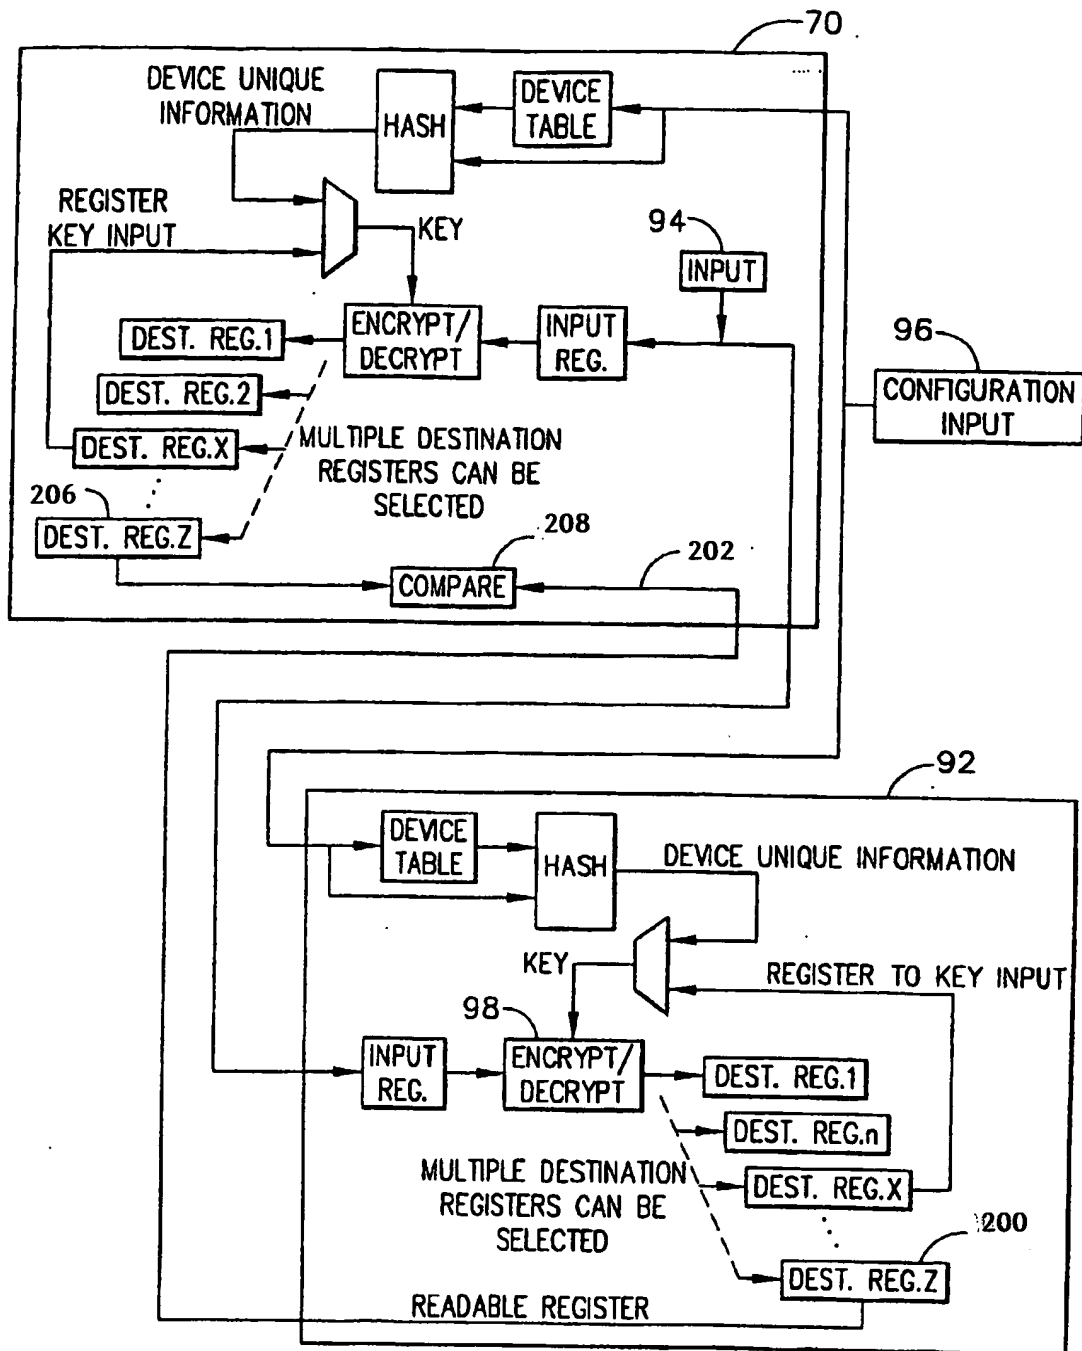 70
DEVICE UNIQUE
INFORMATION
HASH
DEVICE
TABLE
REGISTER
KEY INPUT
KEY
94
INPUT
DEST. REG.1
ENCRYPT/
DECRYPT
INPUT
REG.
96
CONFIGURATION
INPUT
DEST. REG.2
DEST. REG.X
MULTIPLE DESTINATION
REGISTERS CAN BE
SELECTED
206
DEST. REG.Z
208
COMPARE
202
92
DEVICE
TABLE
HASH
DEVICE UNIQUE INFORMATION
KEY
REGISTER TO KEY INPUT
98
INPUT
REG.
ENCRYPT/
DECRYPT
DEST. REG.1
DEST. REG.n
MULTIPLE DESTINATION
REGISTERS CAN BE
SELECTED
DEST. REG.X
200
DEST. REG.Z
READABLE REGISTER